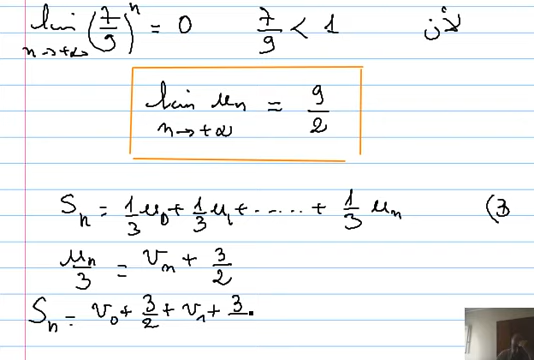 lim (7/9)^n = 0 7/9 < 1 لأن
n→+∞
lim u_n = 9/2
n→+∞
S_n = 1/3 u_0 + 1/3 u_1 + ...... + 1/3 u_n (3
u_n/3 = v_n + 3/2
S_n = v_0 + 3/2 + v_1 + 3